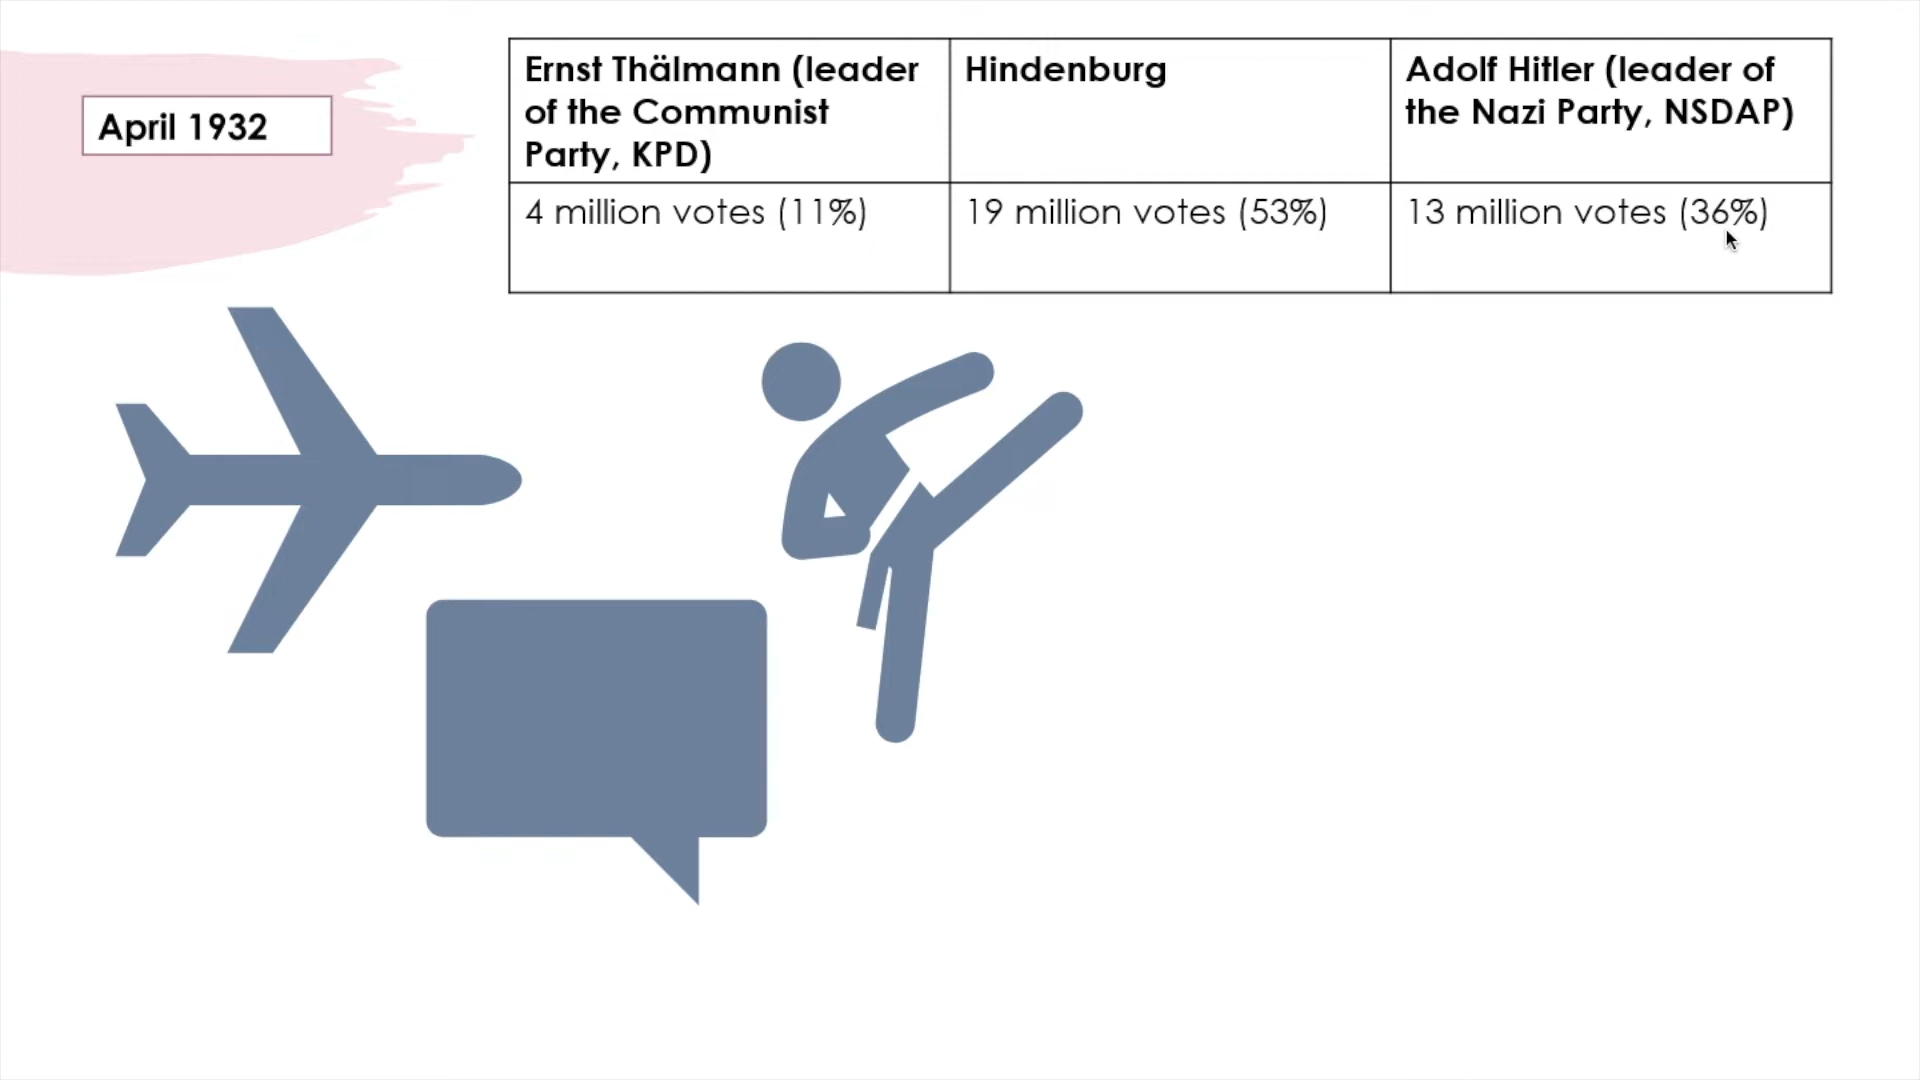 April 1932
Ernst Thälmann (leader
of the Communist
Party, KPD)
Hindenburg
Adolf Hitler (leader of
the Nazi Party, NSDAP)
4 million votes (11%)
19 million votes (53%)
13 million votes (36%)